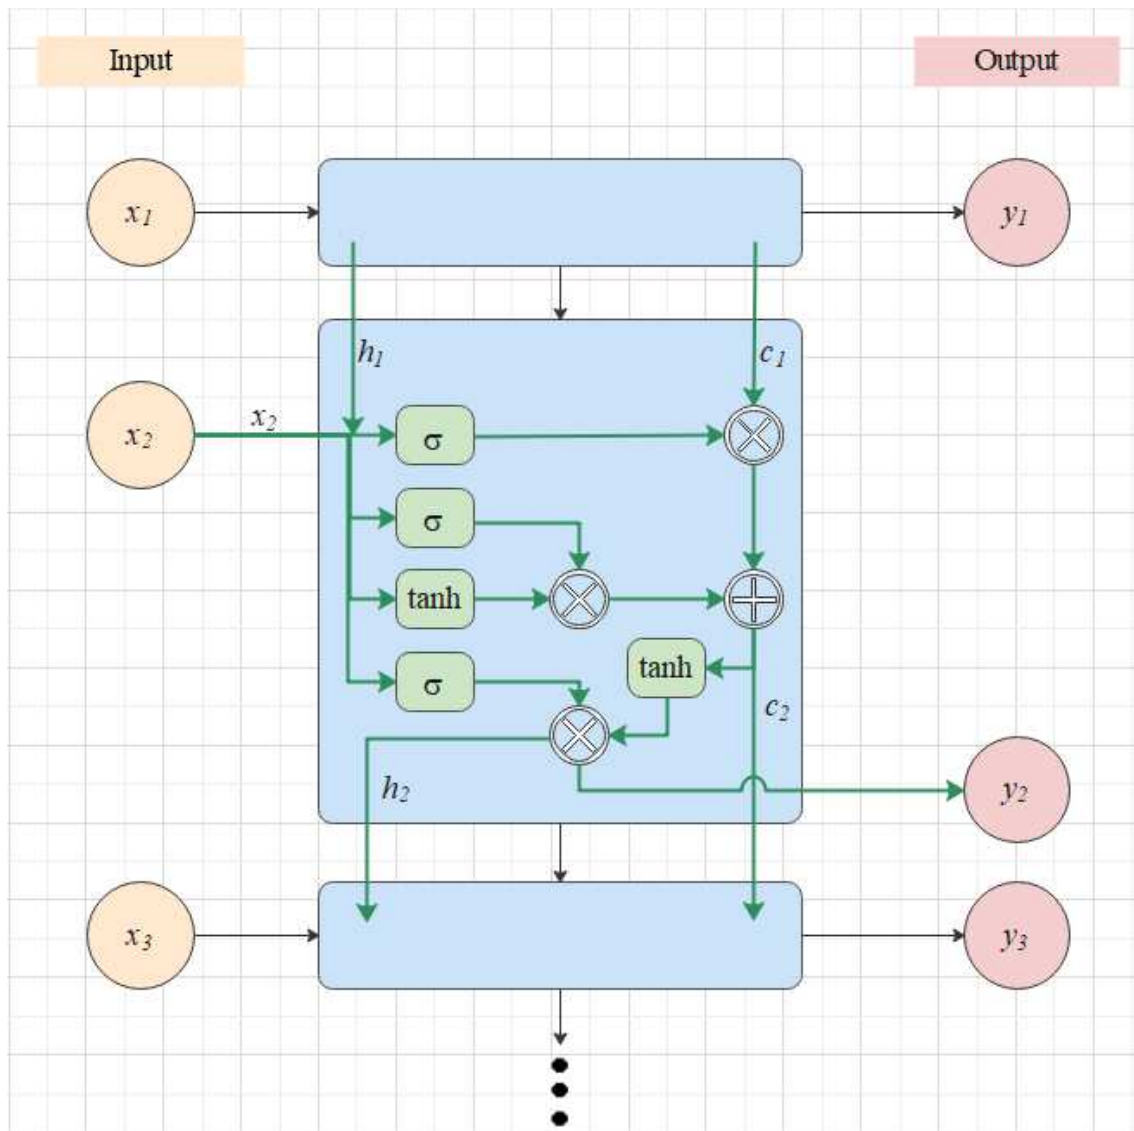 Input
Output
x₁
y₁
h₁
c₁
x₂
x₂
σ
σ
tanh
tanh
σ
c₂
h₂
y₂
x₃
y₃